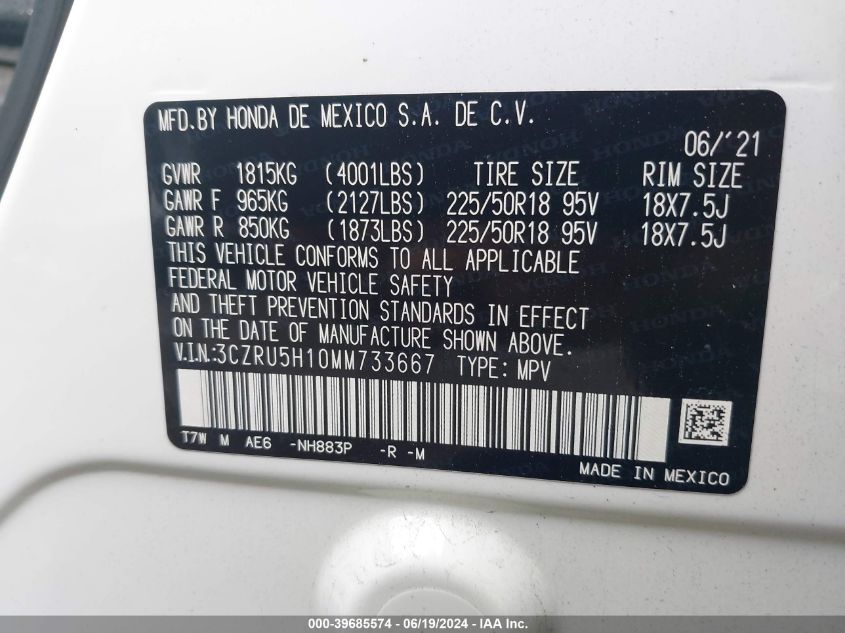 MFD.BY HONDA DE MEXICO S.A. DE C.V.
06/'21
GVWR 1815KG (4001LBS) TIRE SIZE RIM SIZE
GAWR F 965KG (2127LBS) 225/50R18 95V 18X7.5J
GAWR R 850KG (1873LBS) 225/50R18 95V 18X7.5J
THIS VEHICLE CONFORMS TO ALL APPLICABLE
FEDERAL MOTOR VEHICLE SAFETY
AND THEFT PREVENTION STANDARDS IN EFFECT
ON THE DATE OF MANUFACTURE SHOWN ABOVE.
V.I.N.:3CZRU5H10MM733667 TYPE: MPV
T7W M AE6 -NH883P -R -M
MADE IN MEXICO
000-39685574 - 06/19/2024 - IAA Inc.